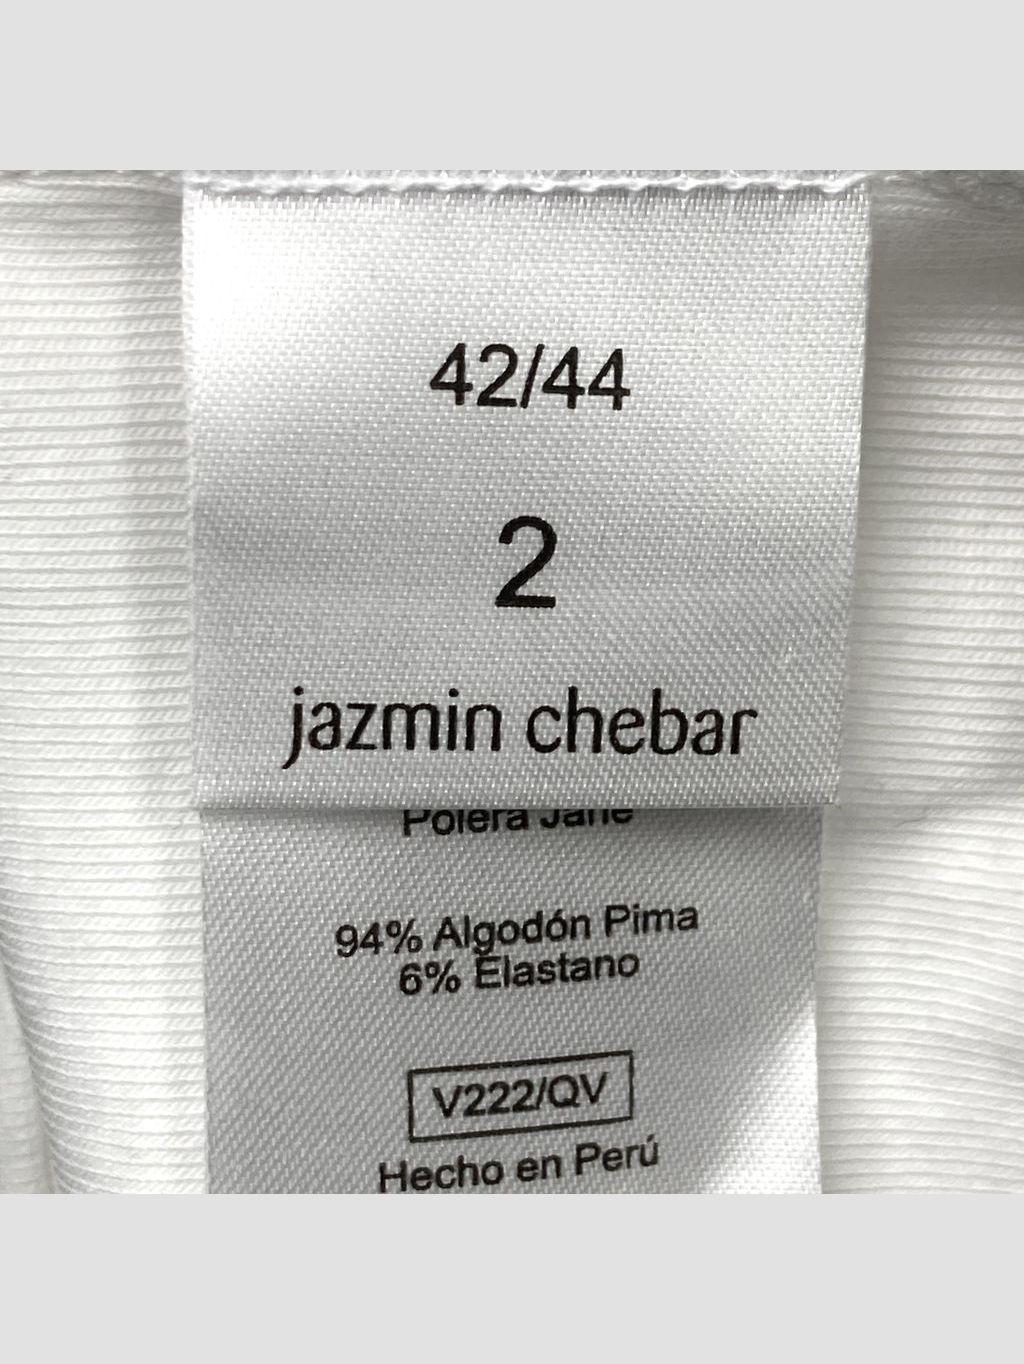 42/44
2
jazmin chebar
Polera Jane
94% Algodón Pima
6% Elastano
V222/QV
Hecho en Perú